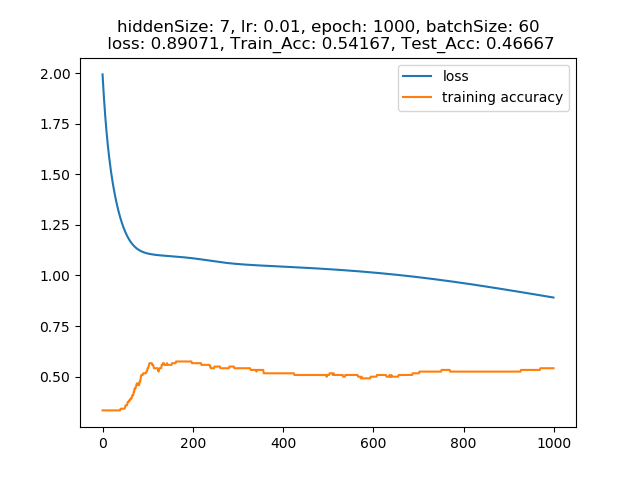 hiddenSize: 7, lr: 0.01, epoch: 1000, batchSize: 60
loss: 0.89071, Train_Acc: 0.54167, Test_Acc: 0.46667
loss
training accuracy
2.00
1.75
1.50
1.25
1.00
0.75
0.50
0 200 400 600 800 1000